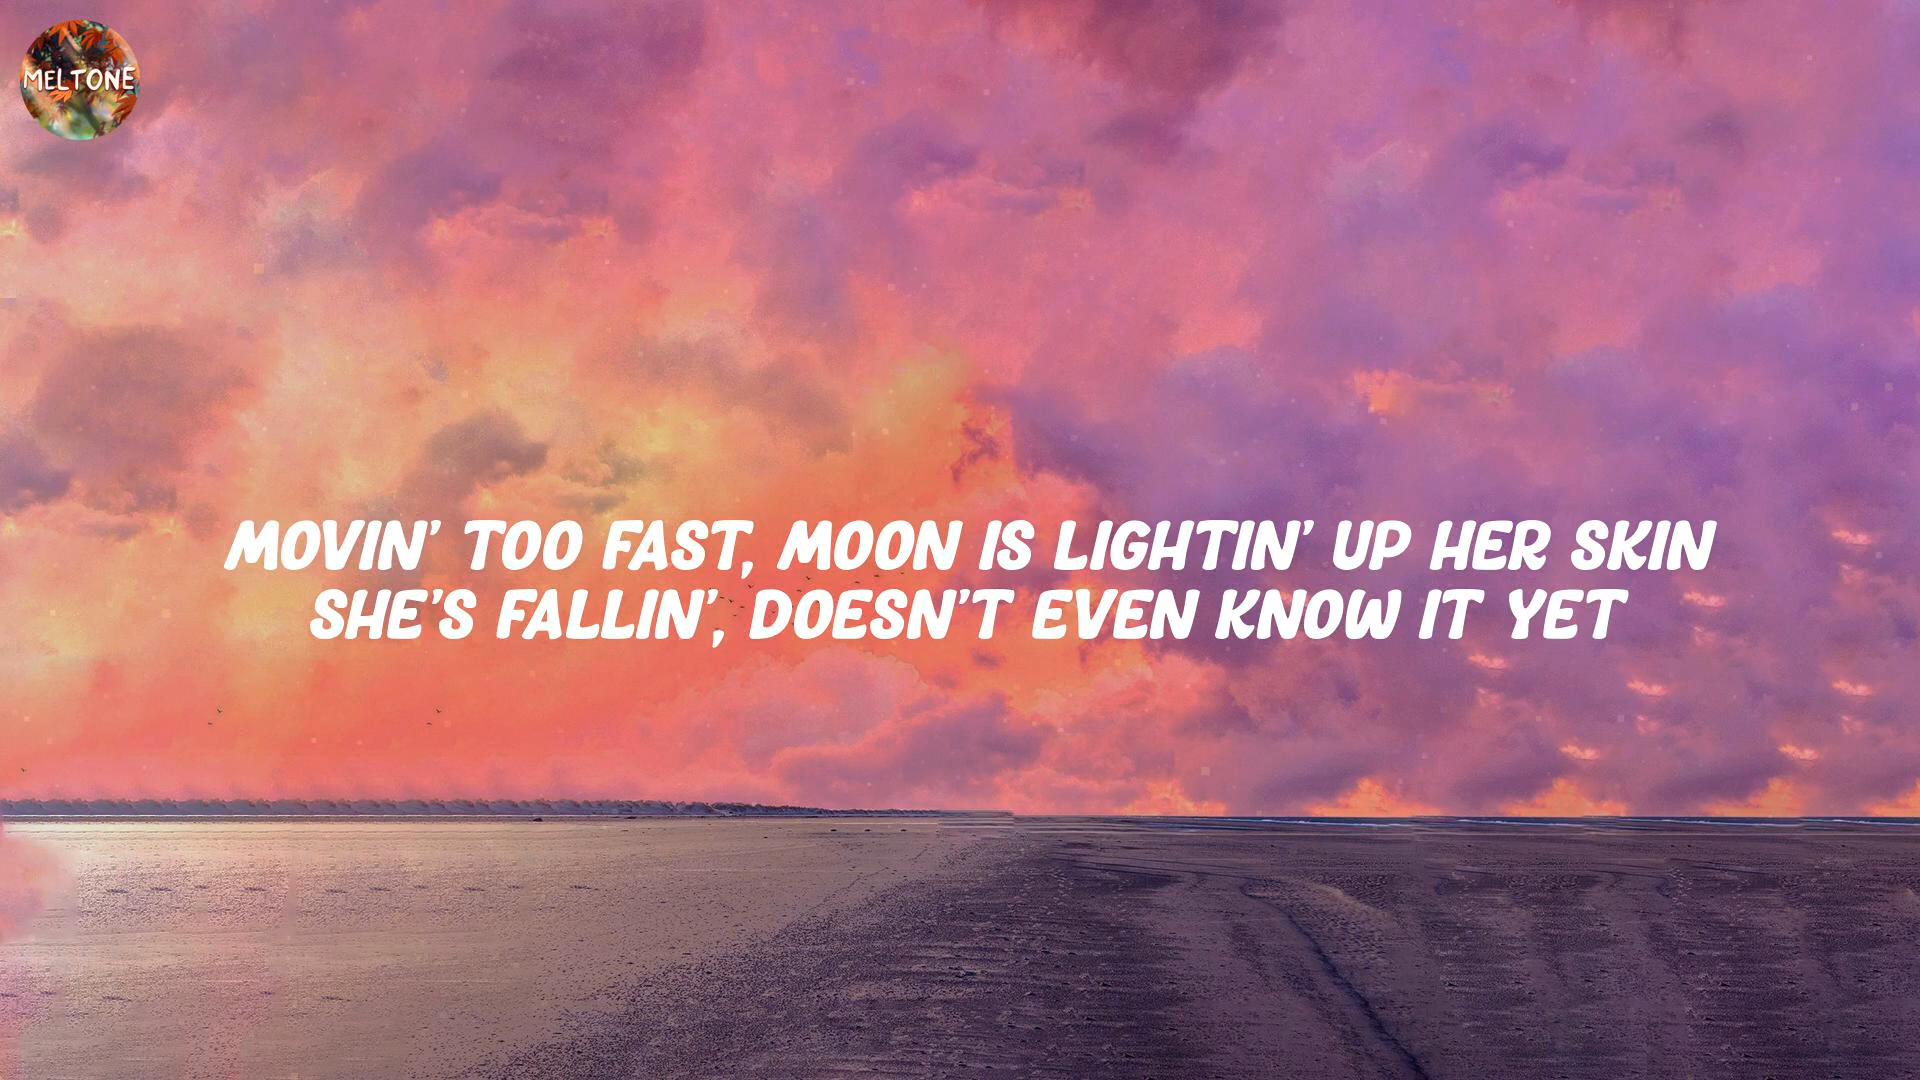 MELTONE
MOVIN' TOO FAST, MOON IS LIGHTIN' UP HER SKIN
SHE'S FALLIN', DOESN'T EVEN KNOW IT YET